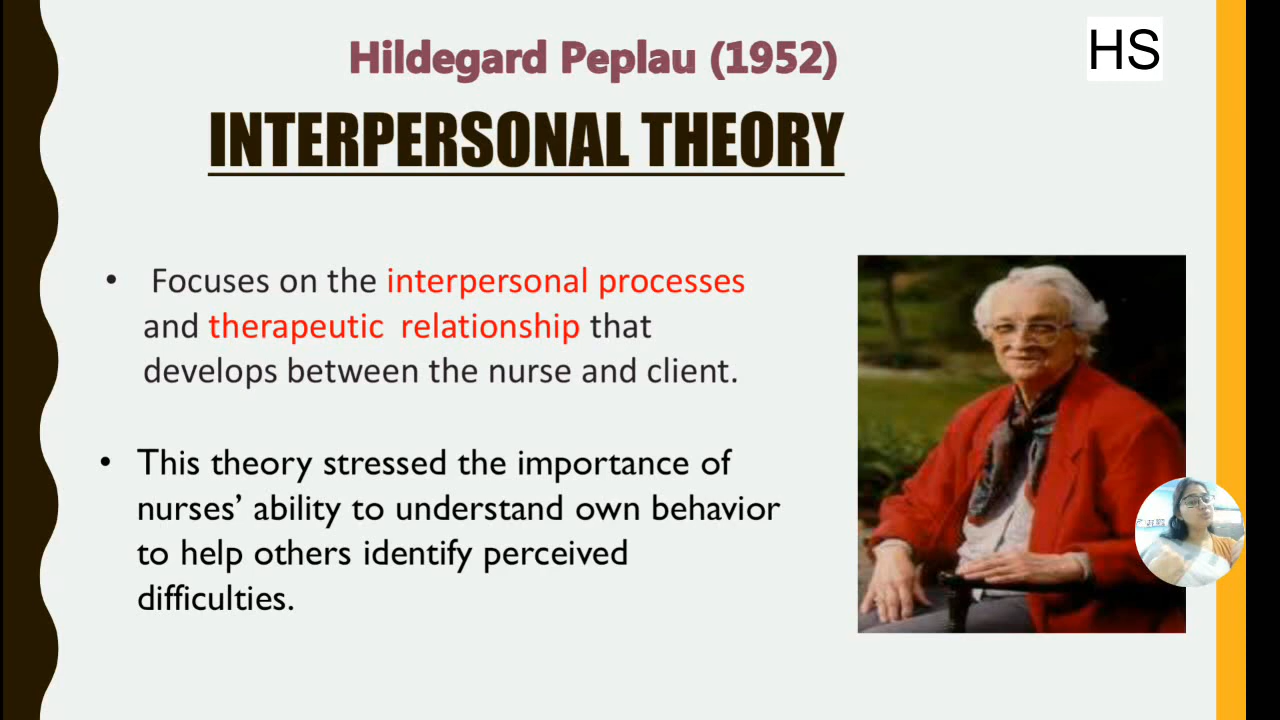 Hildegard Peplau (1952)
HS
INTERPERSONAL THEORY
• Focuses on the interpersonal processes
and therapeutic relationship that
develops between the nurse and client.
• This theory stressed the importance of
nurses’ ability to understand own behavior
to help others identify perceived
difficulties.